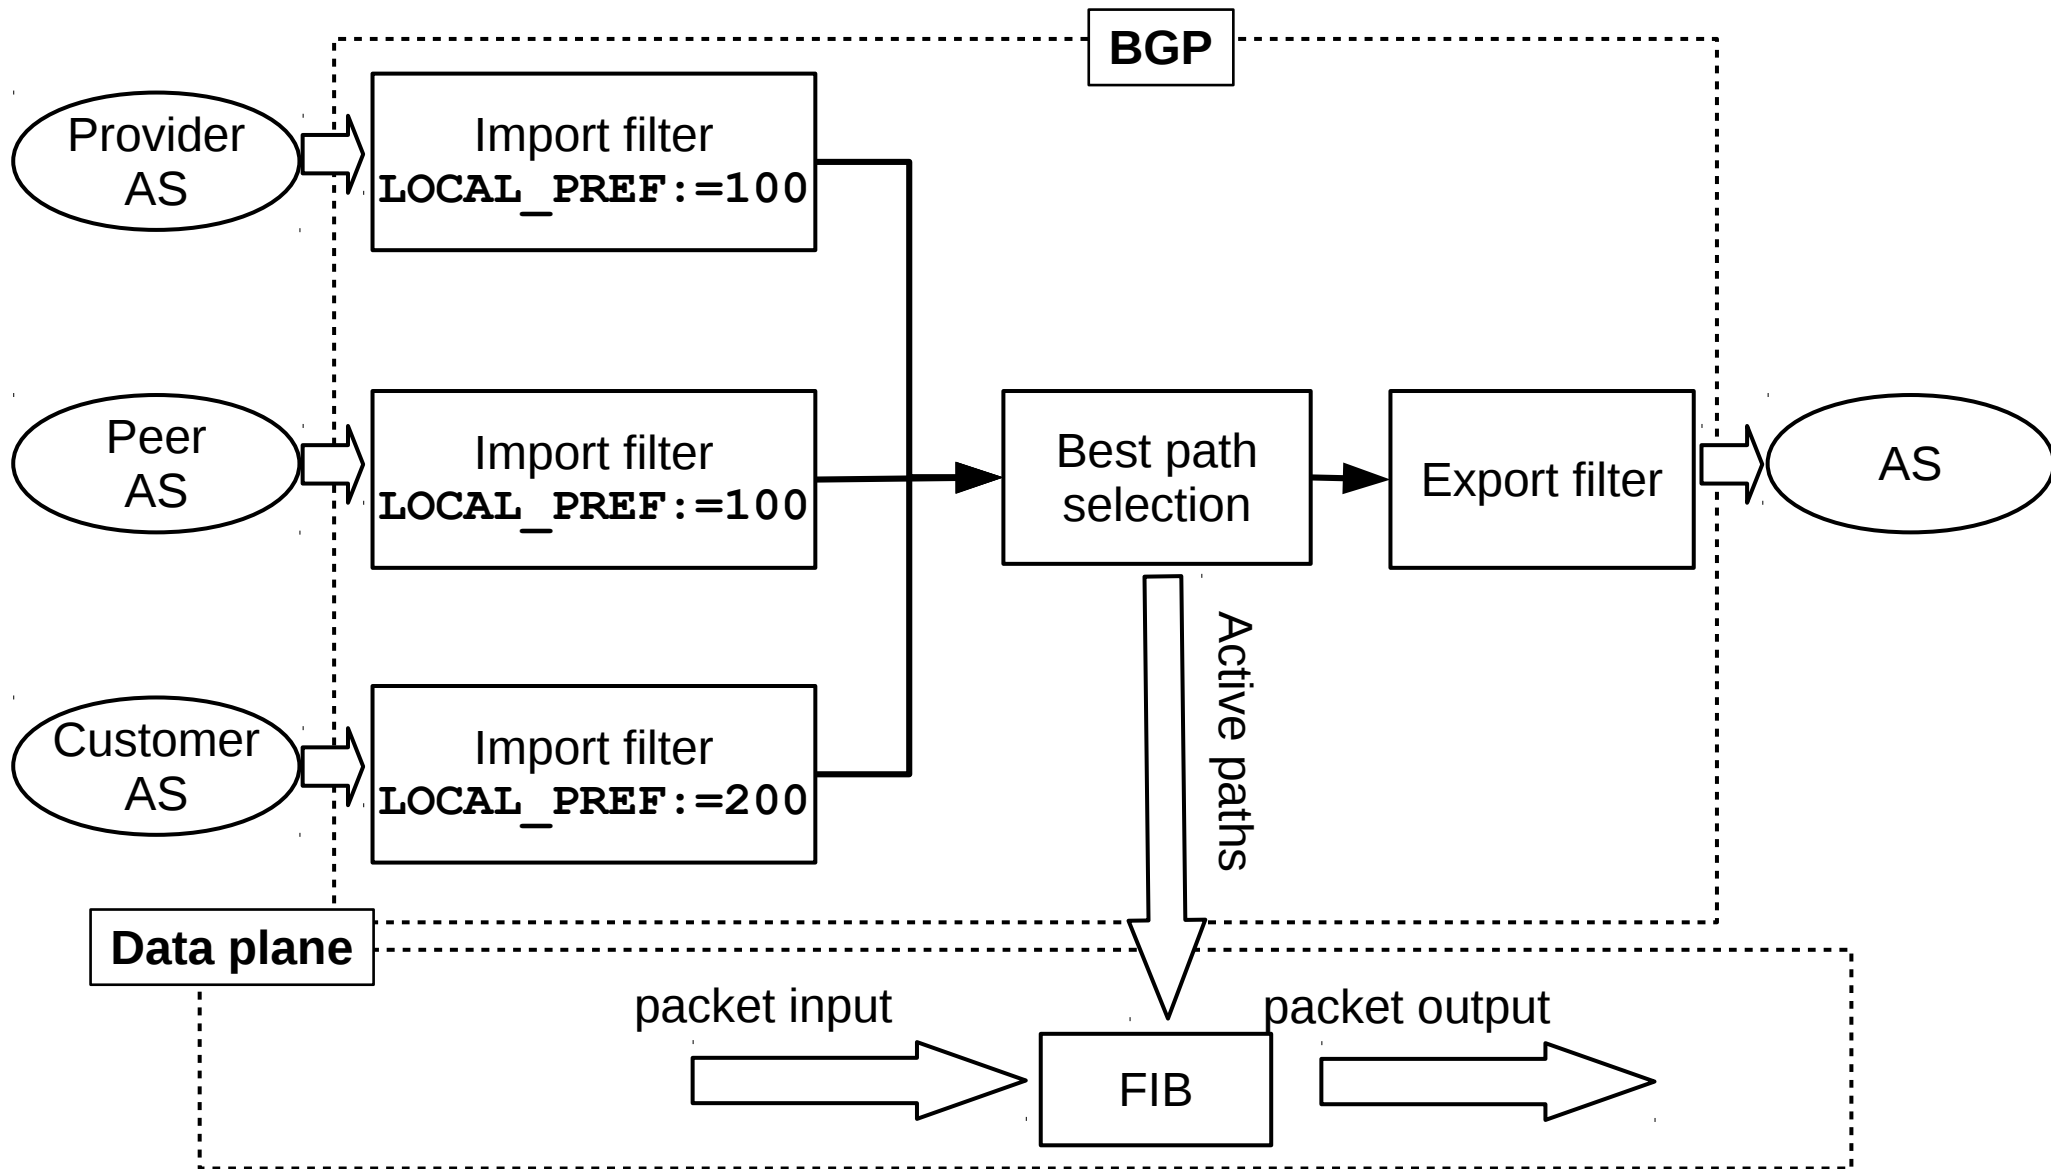 BGP
Provider
AS
Import filter
LOCAL_PREF:=100
Peer
AS
Import filter
LOCAL_PREF:=100
Best path
selection
Export filter
AS
Customer
AS
Import filter
LOCAL_PREF:=200
Active paths
Data plane
packet input
packet output
FIB